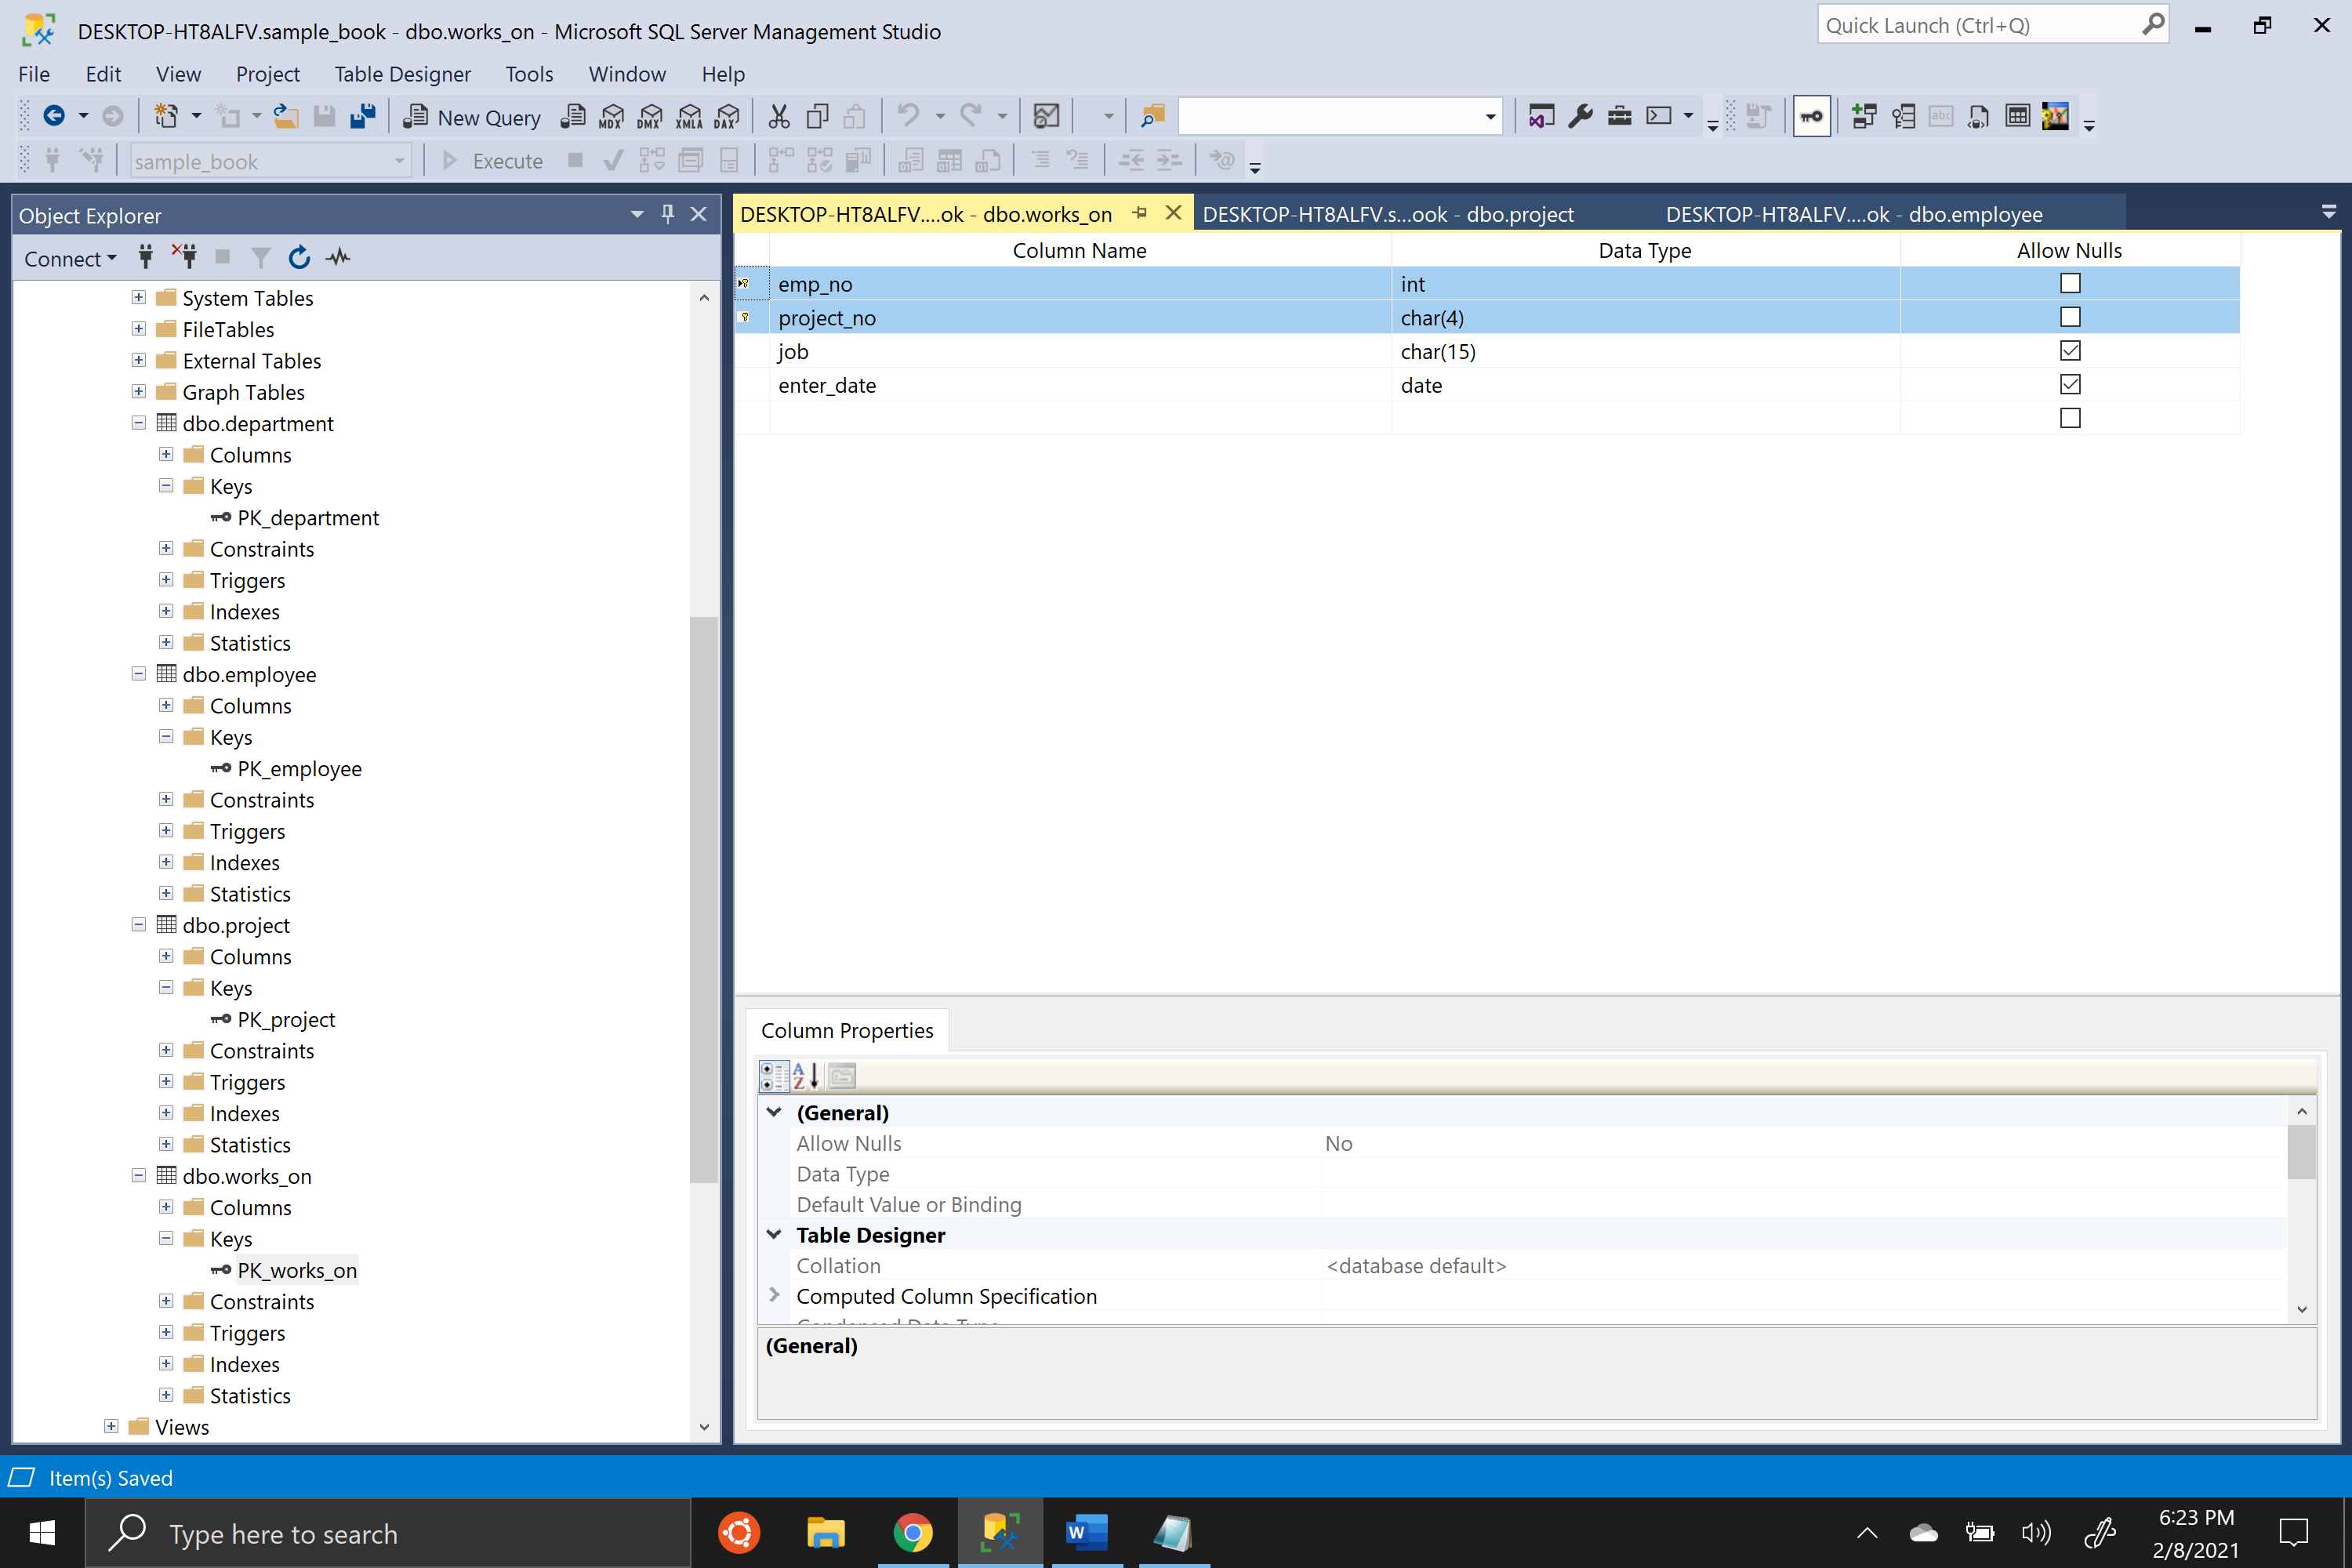 DESKTOP-HT8ALFV.sample_book - dbo.works_on - Microsoft SQL Server Management Studio
Quick Launch (Ctrl+Q)
File Edit View Project Table Designer Tools Window Help
New Query MDX DMX XMLA DAX
sample_book Execute
Object Explorer
Connect
System Tables
FileTables
External Tables
Graph Tables
dbo.department
Columns
Keys
PK_department
Constraints
Triggers
Indexes
Statistics
dbo.employee
Columns
Keys
PK_employee
Constraints
Triggers
Indexes
Statistics
dbo.project
Columns
Keys
PK_project
Constraints
Triggers
Indexes
Statistics
dbo.works_on
Columns
Keys
PK_works_on
Constraints
Triggers
Indexes
Statistics
Views
DESKTOP-HT8ALFV....ok - dbo.works_on DESKTOP-HT8ALFV.s...ook - dbo.project DESKTOP-HT8ALFV....ok - dbo.employee
Column Name Data Type Allow Nulls
emp_no int
project_no char(4)
job char(15)
enter_date date
Column Properties
(General)
Allow Nulls No
Data Type
Default Value or Binding
Table Designer
Collation <database default>
Computed Column Specification
Condensed Data Type
(General)
Item(s) Saved
Type here to search
6:23 PM
2/8/2021